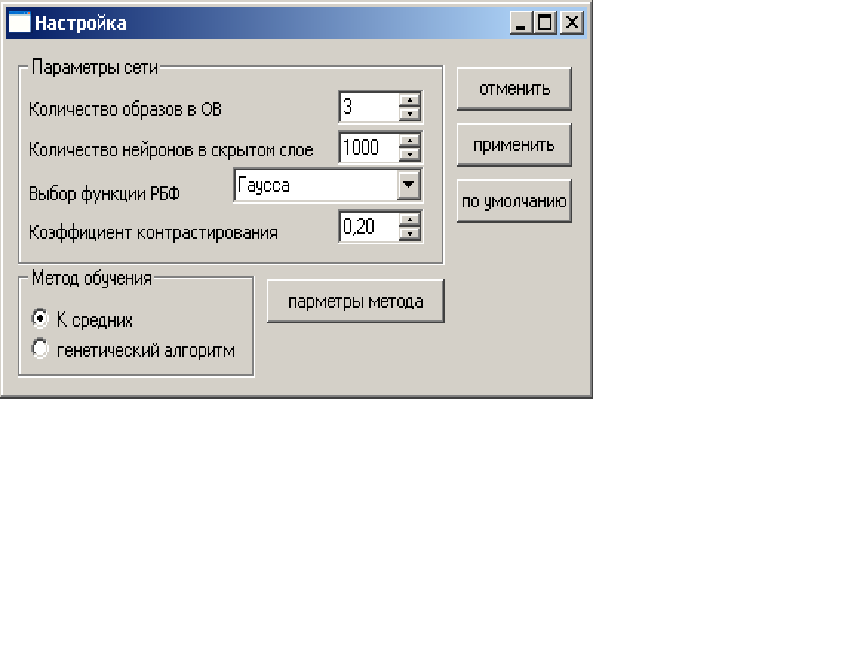 Настройка
Параметры сети
Количество образов в ОВ
3
Количество нейронов в скрытом слое
1000
Выбор функции РБФ
Гаусса
Коэффициент контрастирования
0,20
отменить
применить
по умолчанию
Метод обучения
К средних
генетический алгоритм
парметры метода